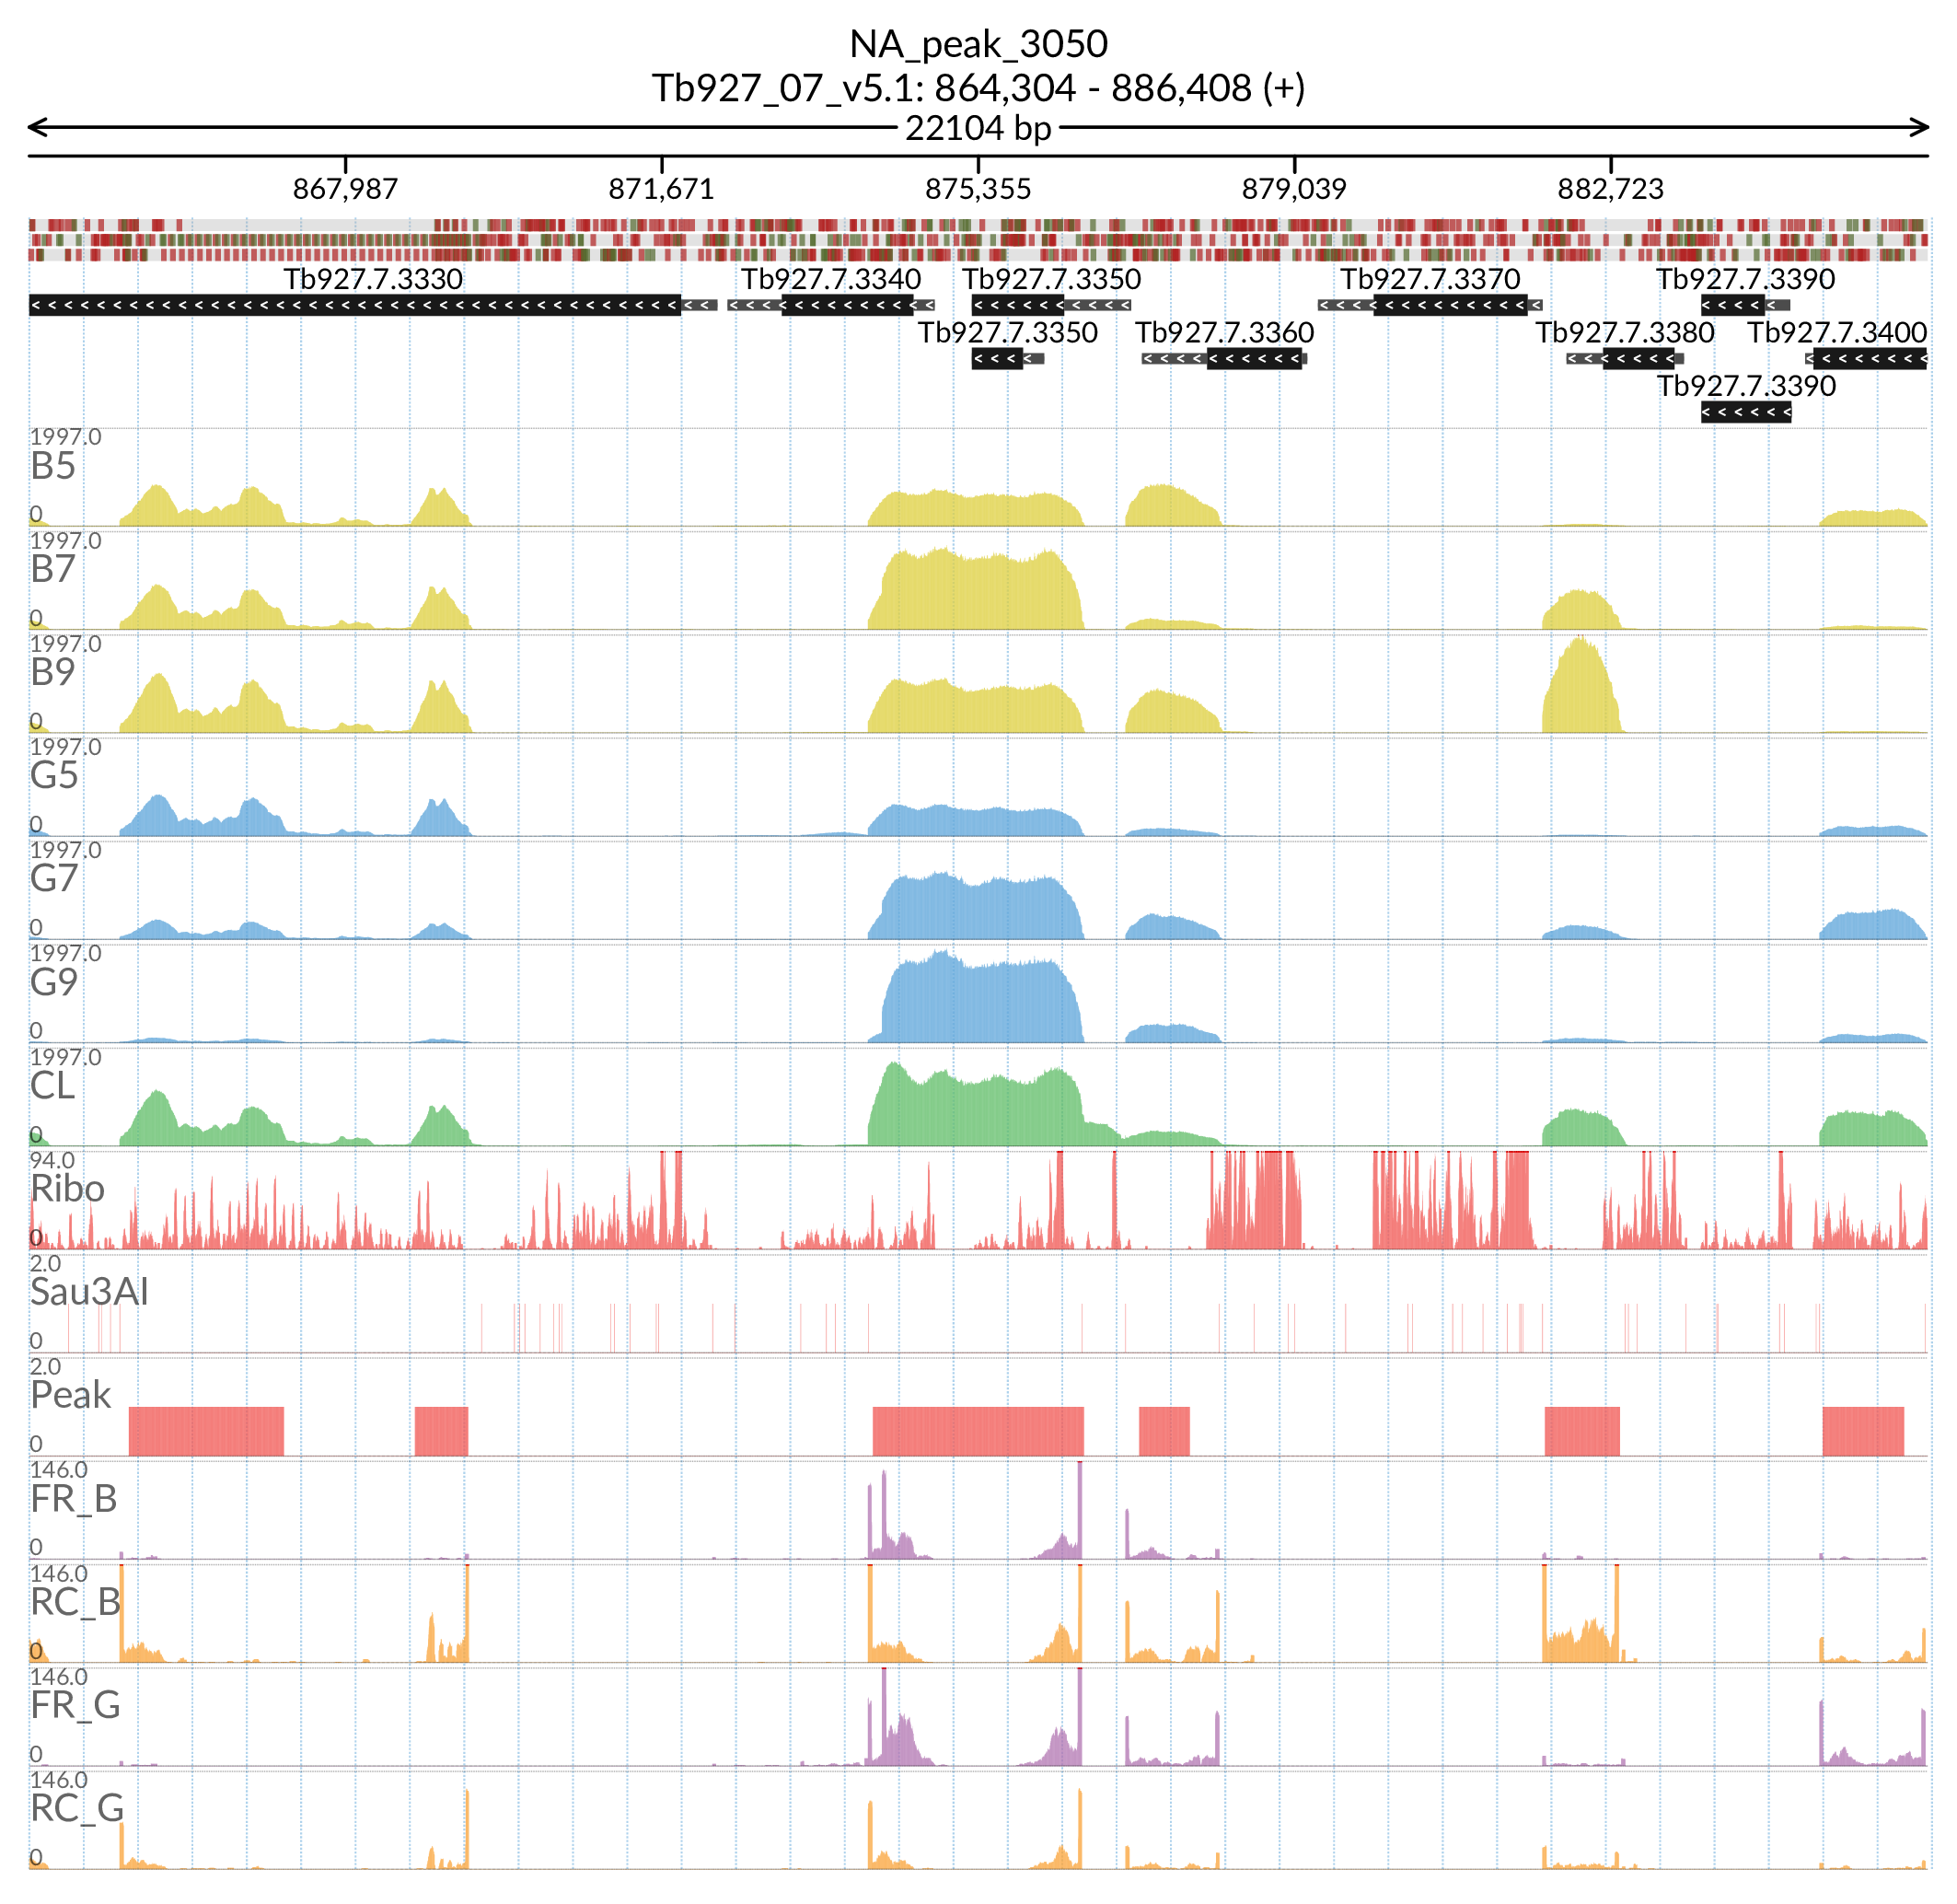 NA_peak_3050
Tb927_07_v5.1: 864,304 - 886,408 (+)
22104 bp
867,987 871,671 875,355 879,039 882,723
Tb927.7.3330 Tb927.7.3340 Tb927.7.3350 Tb927.7.3370 Tb927.7.3390
Tb927.7.3350 Tb927.7.3360 Tb927.7.3380 Tb927.7.3400
Tb927.7.3390
1997.0
B5
0
1997.0
B7
0
1997.0
B9
0
1997.0
G5
0
1997.0
G7
0
1997.0
G9
0
1997.0
CL
0
94.0
Ribo
0
2.0
Sau3AI
0
2.0
Peak
0
146.0
FR_B
0
146.0
RC_B
0
146.0
FR_G
0
146.0
RC_G
0